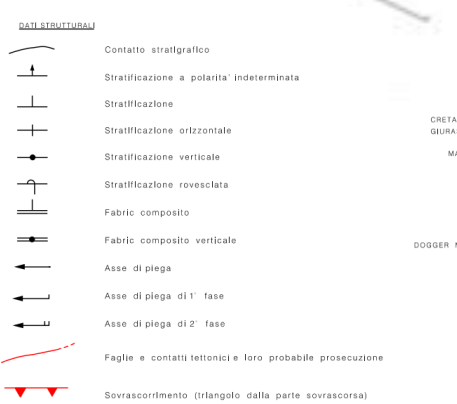 DATI STRUTTURALI
Contatto stratigrafico
Stratificazione a polarita' indeterminata
Stratificazione
Stratificazione orizzontale
Stratificazione verticale
Stratificazione rovesciata
Fabric composito
Fabric composito verticale
Asse di piega
Asse di piega di 1° fase
Asse di piega di 2° fase
Faglie e contatti tettonici e loro probabile prosecuzione
Sovrascorrimento (triangolo dalla parte sovrascorsa)
CRETA
GIURA
MA
DOGGER